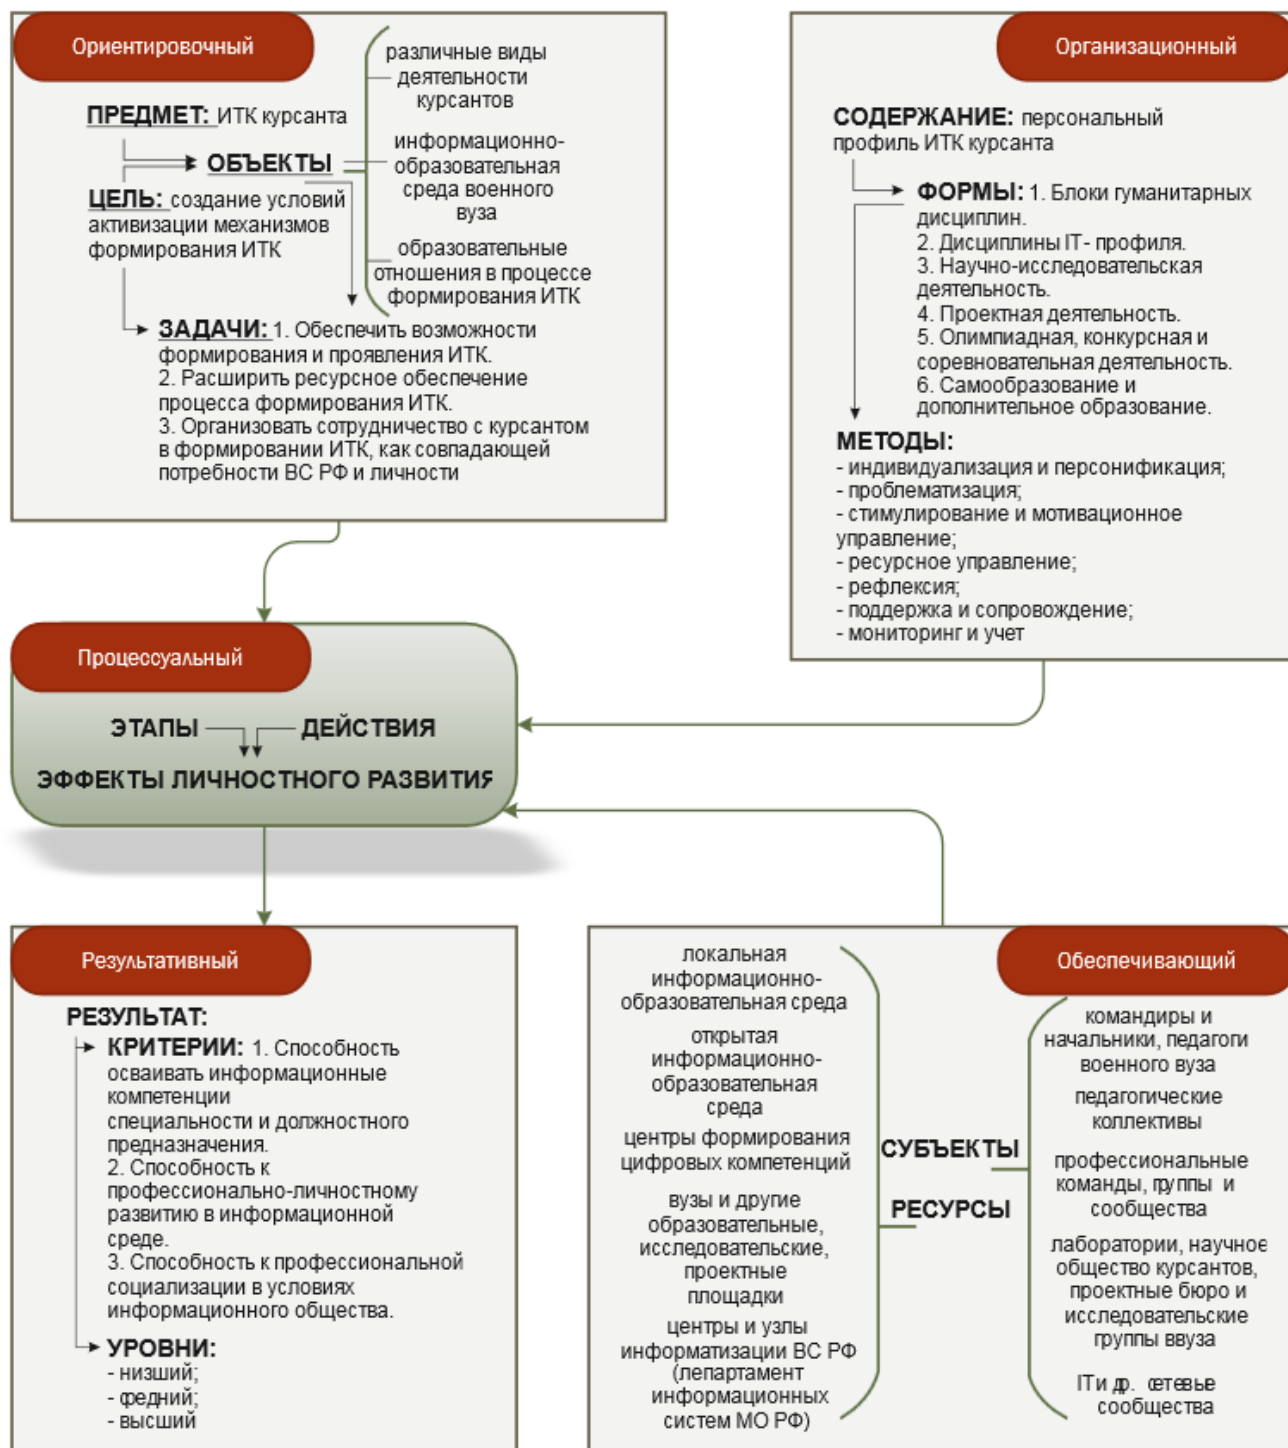 Ориентировочный
ПРЕДМЕТ: ИТК курсанта
ОБЪЕКТЫ
ЦЕЛЬ: создание условий
активизации механизмов
формирования ИТК
различные виды
деятельности
курсантов
информационно-
образовательная
среда военного
вуза
образовательные
отношения в процессе
формирования ИТК
ЗАДАЧИ: 1. Обеспечить возможности
формирования и проявления ИТК.
2. Расширить ресурсное обеспечение
процесса формирования ИТК.
3. Организовать сотрудничество с курсантом
в формировании ИТК, как совпадающей
потребности ВС РФ и личности
Организационный
СОДЕРЖАНИЕ: персональный
профиль ИТК курсанта
ФОРМЫ: 1. Блоки гуманитарных
дисциплин.
2. Дисциплины IT- профиля.
3. Научно-исследовательская
деятельность.
4. Проектная деятельность.
5. Олимпиадная, конкурсная и
соревновательная деятельность.
6. Самообразование и
дополнительное образование.
МЕТОДЫ:
- индивидуализация и персонификация;
- проблематизация;
- стимулирование и мотивационное
управление;
- ресурсное управление;
- рефлексия;
- поддержка и сопровождение;
- мониторинг и учет
Процессуальный
ЭТАПЫ ДЕЙСТВИЯ
ЭФФЕКТЫ ЛИЧНОСТНОГО РАЗВИТИЯ
Результативный
РЕЗУЛЬТАТ:
КРИТЕРИИ: 1. Способность
осваивать информационные
компетенции
специальности и должностного
предназначения.
2. Способность к
профессионально-личностному
развитию в информационной
среде.
3. Способность к профессиональной
социализации в условиях
информационного общества.
УРОВНИ:
- низший;
- средний;
- высший
Обеспечивающий
локальная
информационно-
образовательная среда
открытая
информационно-
образовательная
среда
центры формирования
цифровых компетенций
вузы и другие
образовательные,
исследовательские,
проектные
площадки
центры и узлы
информатизации ВС РФ
(лепартамент
информационных
систем МО РФ)
СУБЪЕКТЫ
РЕСУРСЫ
командиры и
начальники, педагоги
военного вуза
педагогические
коллективы
профессиональные
команды, группы и
сообщества
лаборатории, научное
общество курсантов,
проектные бюро и
исследовательские
группы ввуза
IT и др. сетевые
сообщества